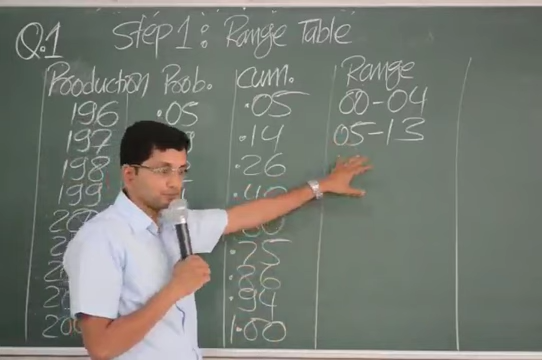 Q.1 Step 1: Range Table
Production Prob. Cum. Range
196 .05 .05 00-04
197 .14 05-13
198 .26
199 .40
.75
.86
.94
1.00